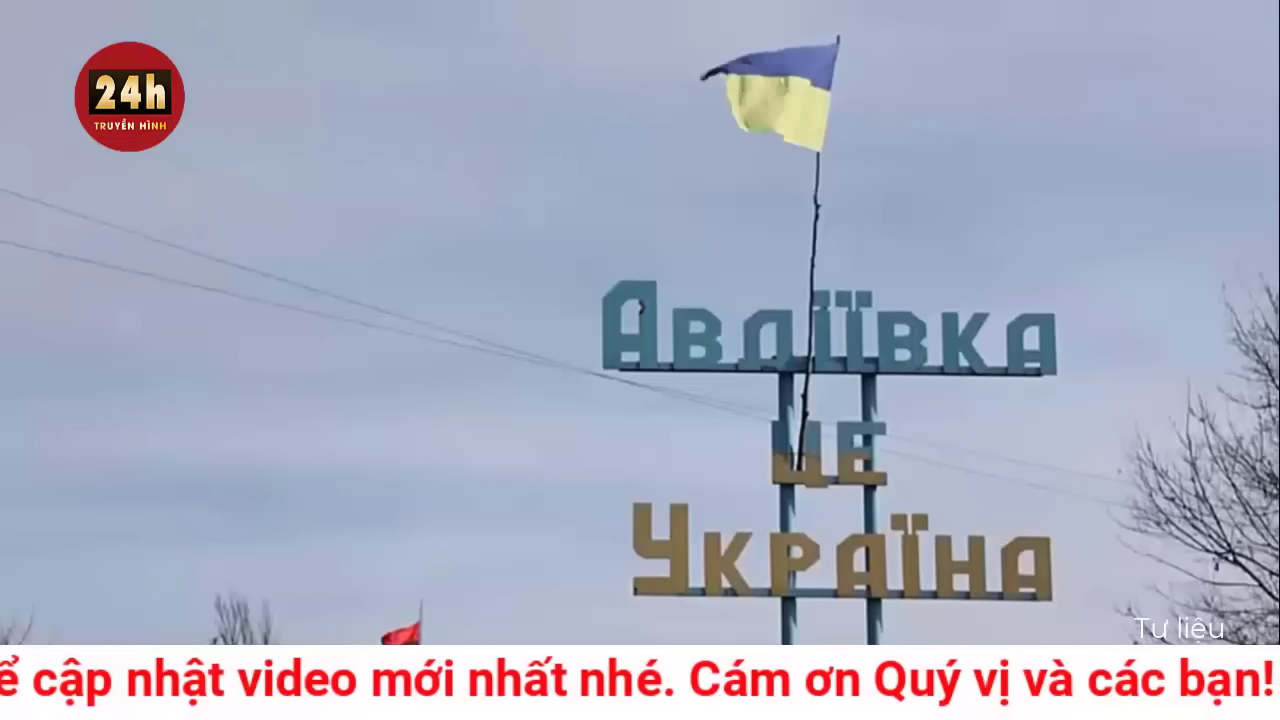 24h
TRUYỀN HÌNH
Авдіївка
це
Україна
Tư liệu
ể cập nhật video mới nhất nhé. Cám ơn Quý vị và các bạn!